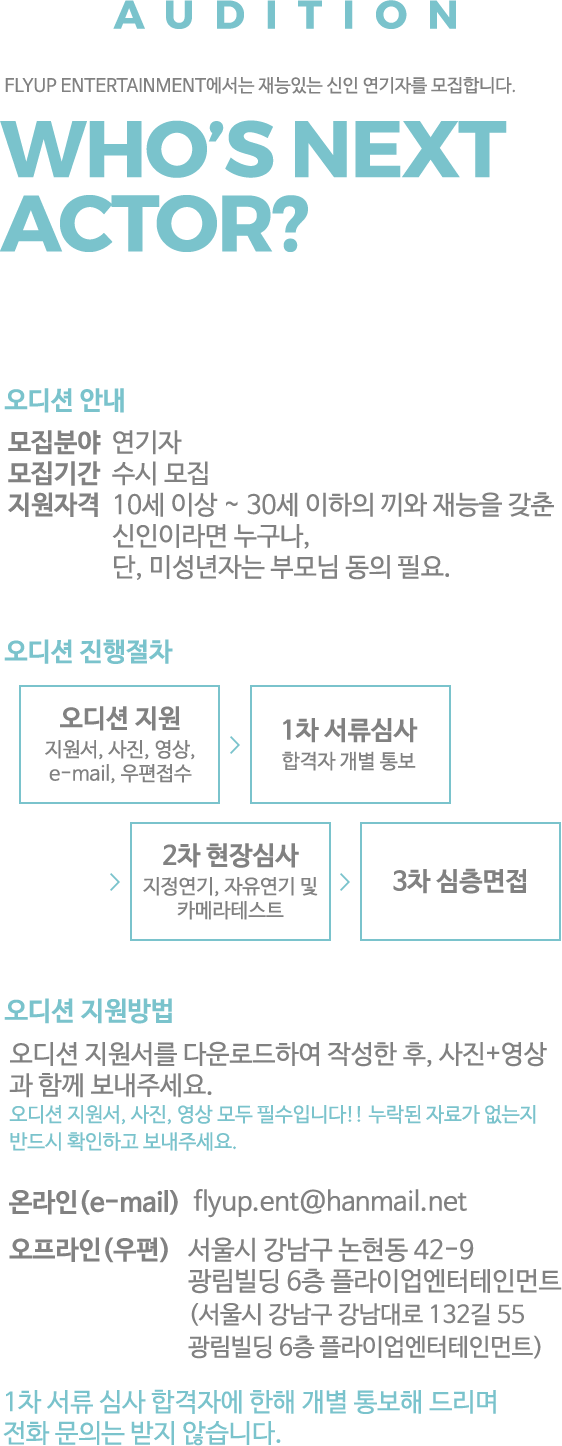 AUDITION
FLYUP ENTERTAINMENT에서는 재능있는 신인 연기자를 모집합니다.
WHO'S NEXT
ACTOR?
오디션 안내
모집분야 연기자
모집기간 수시 모집
지원자격 10세 이상 ~ 30세 이하의 끼와 재능을 갖춘
신인이라면 누구나,
단, 미성년자는 부모님 동의 필요.
오디션 진행절차
오디션 지원
지원서, 사진, 영상,
e-mail, 우편접수
>
1차 서류심사
합격자 개별 통보
>
2차 현장심사
지정연기, 자유연기 및
카메라테스트
>
3차 심층면접
오디션 지원방법
오디션 지원서를 다운로드하여 작성한 후, 사진+영상
과 함께 보내주세요.
오디션 지원서, 사진, 영상 모두 필수입니다!! 누락된 자료가 없는지
반드시 확인하고 보내주세요.
온라인(e-mail) flyup.ent@hanmail.net
오프라인(우편) 서울시 강남구 논현동 42-9
광림빌딩 6층 플라이업엔터테인먼트
(서울시 강남구 강남대로 132길 55
광림빌딩 6층 플라이업엔터테인먼트)
1차 서류 심사 합격자에 한해 개별 통보해 드리며
전화 문의는 받지 않습니다.